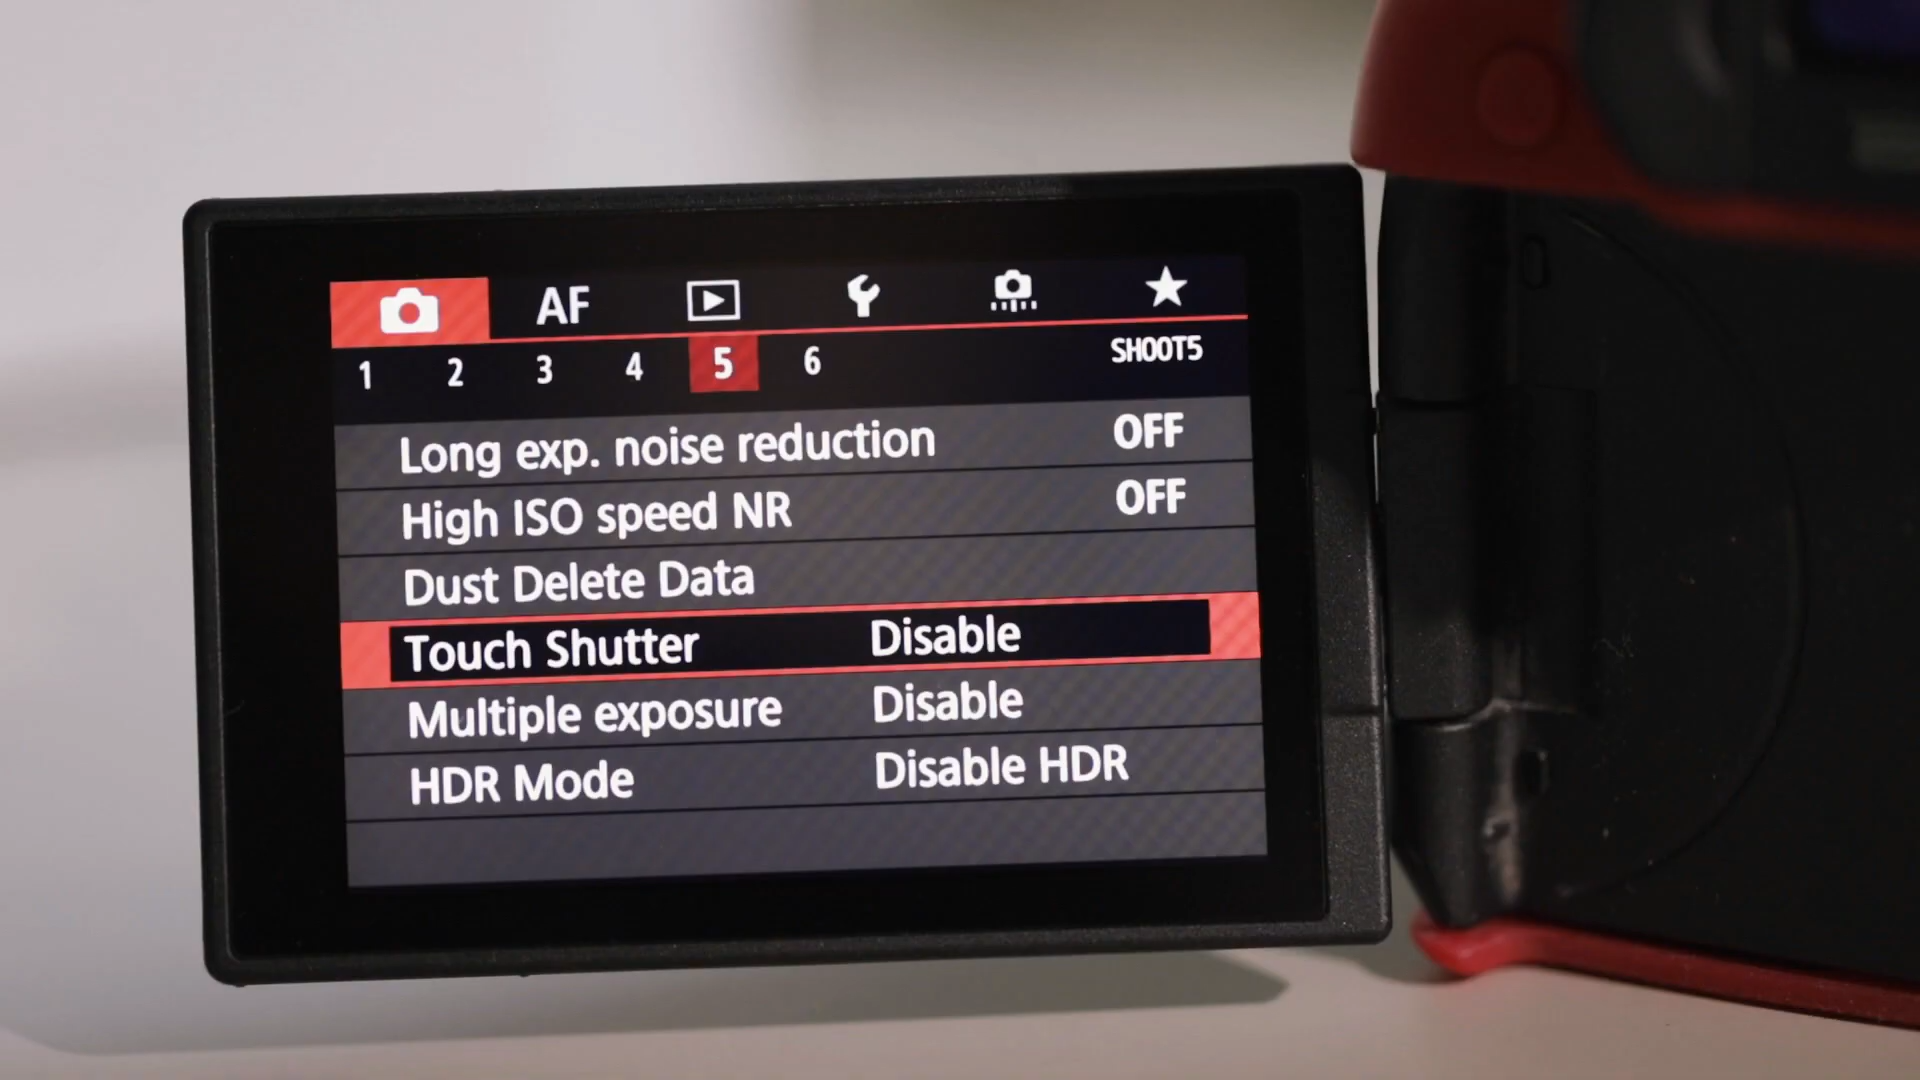 AF
1 2 3 4 5 6 SHOOT5
Long exp. noise reduction OFF
High ISO speed NR OFF
Dust Delete Data
Touch Shutter Disable
Multiple exposure Disable
HDR Mode Disable HDR